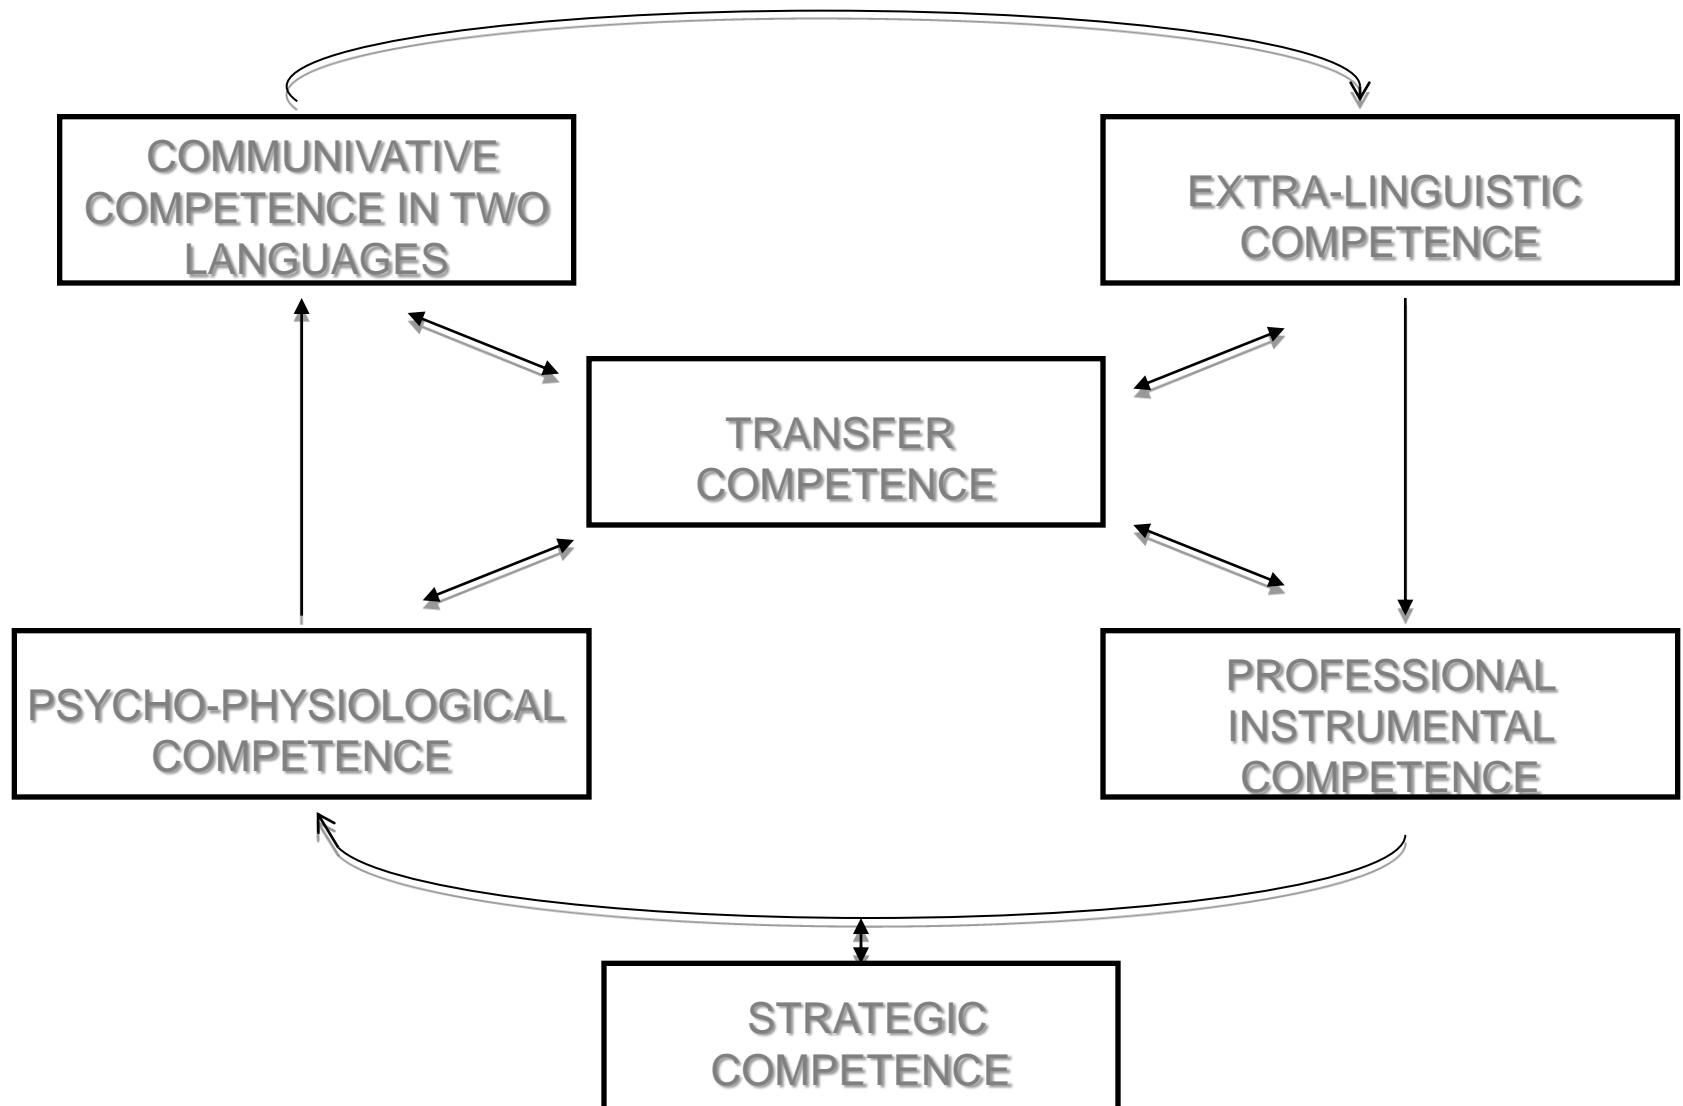 COMMUNIVATIVE
COMPETENCE IN TWO
LANGUAGES
EXTRA-LINGUISTIC
COMPETENCE
TRANSFER
COMPETENCE
PSYCHO-PHYSIOLOGICAL
COMPETENCE
PROFESSIONAL
INSTRUMENTAL
COMPETENCE
STRATEGIC
COMPETENCE